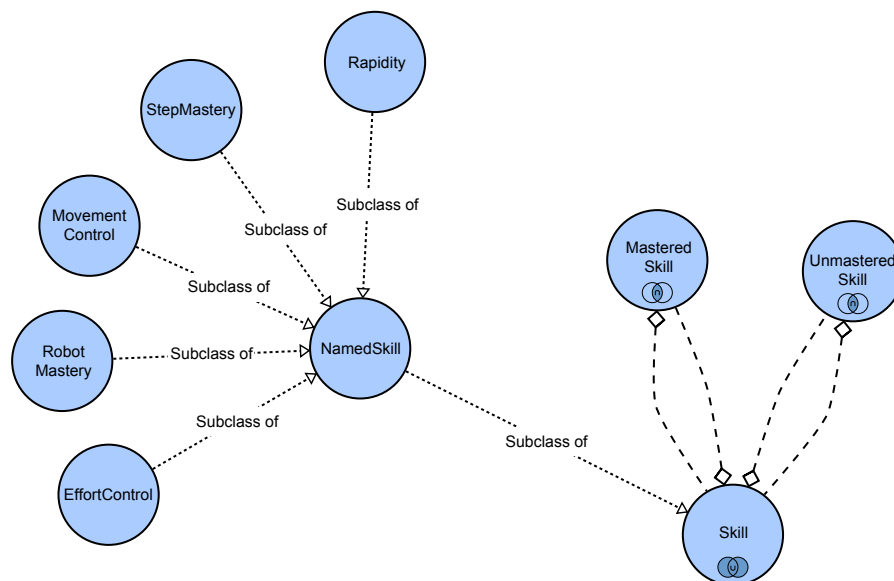 Rapidity
StepMastery
Subclass of
Subclass of
Movement
Control
Mastered
Skill
∩
Unmastered
Skill
∩
Subclass of
NamedSkill
Robot
Mastery
Subclass of
Subclass of
Subclass of
EffortControl
Skill
∪